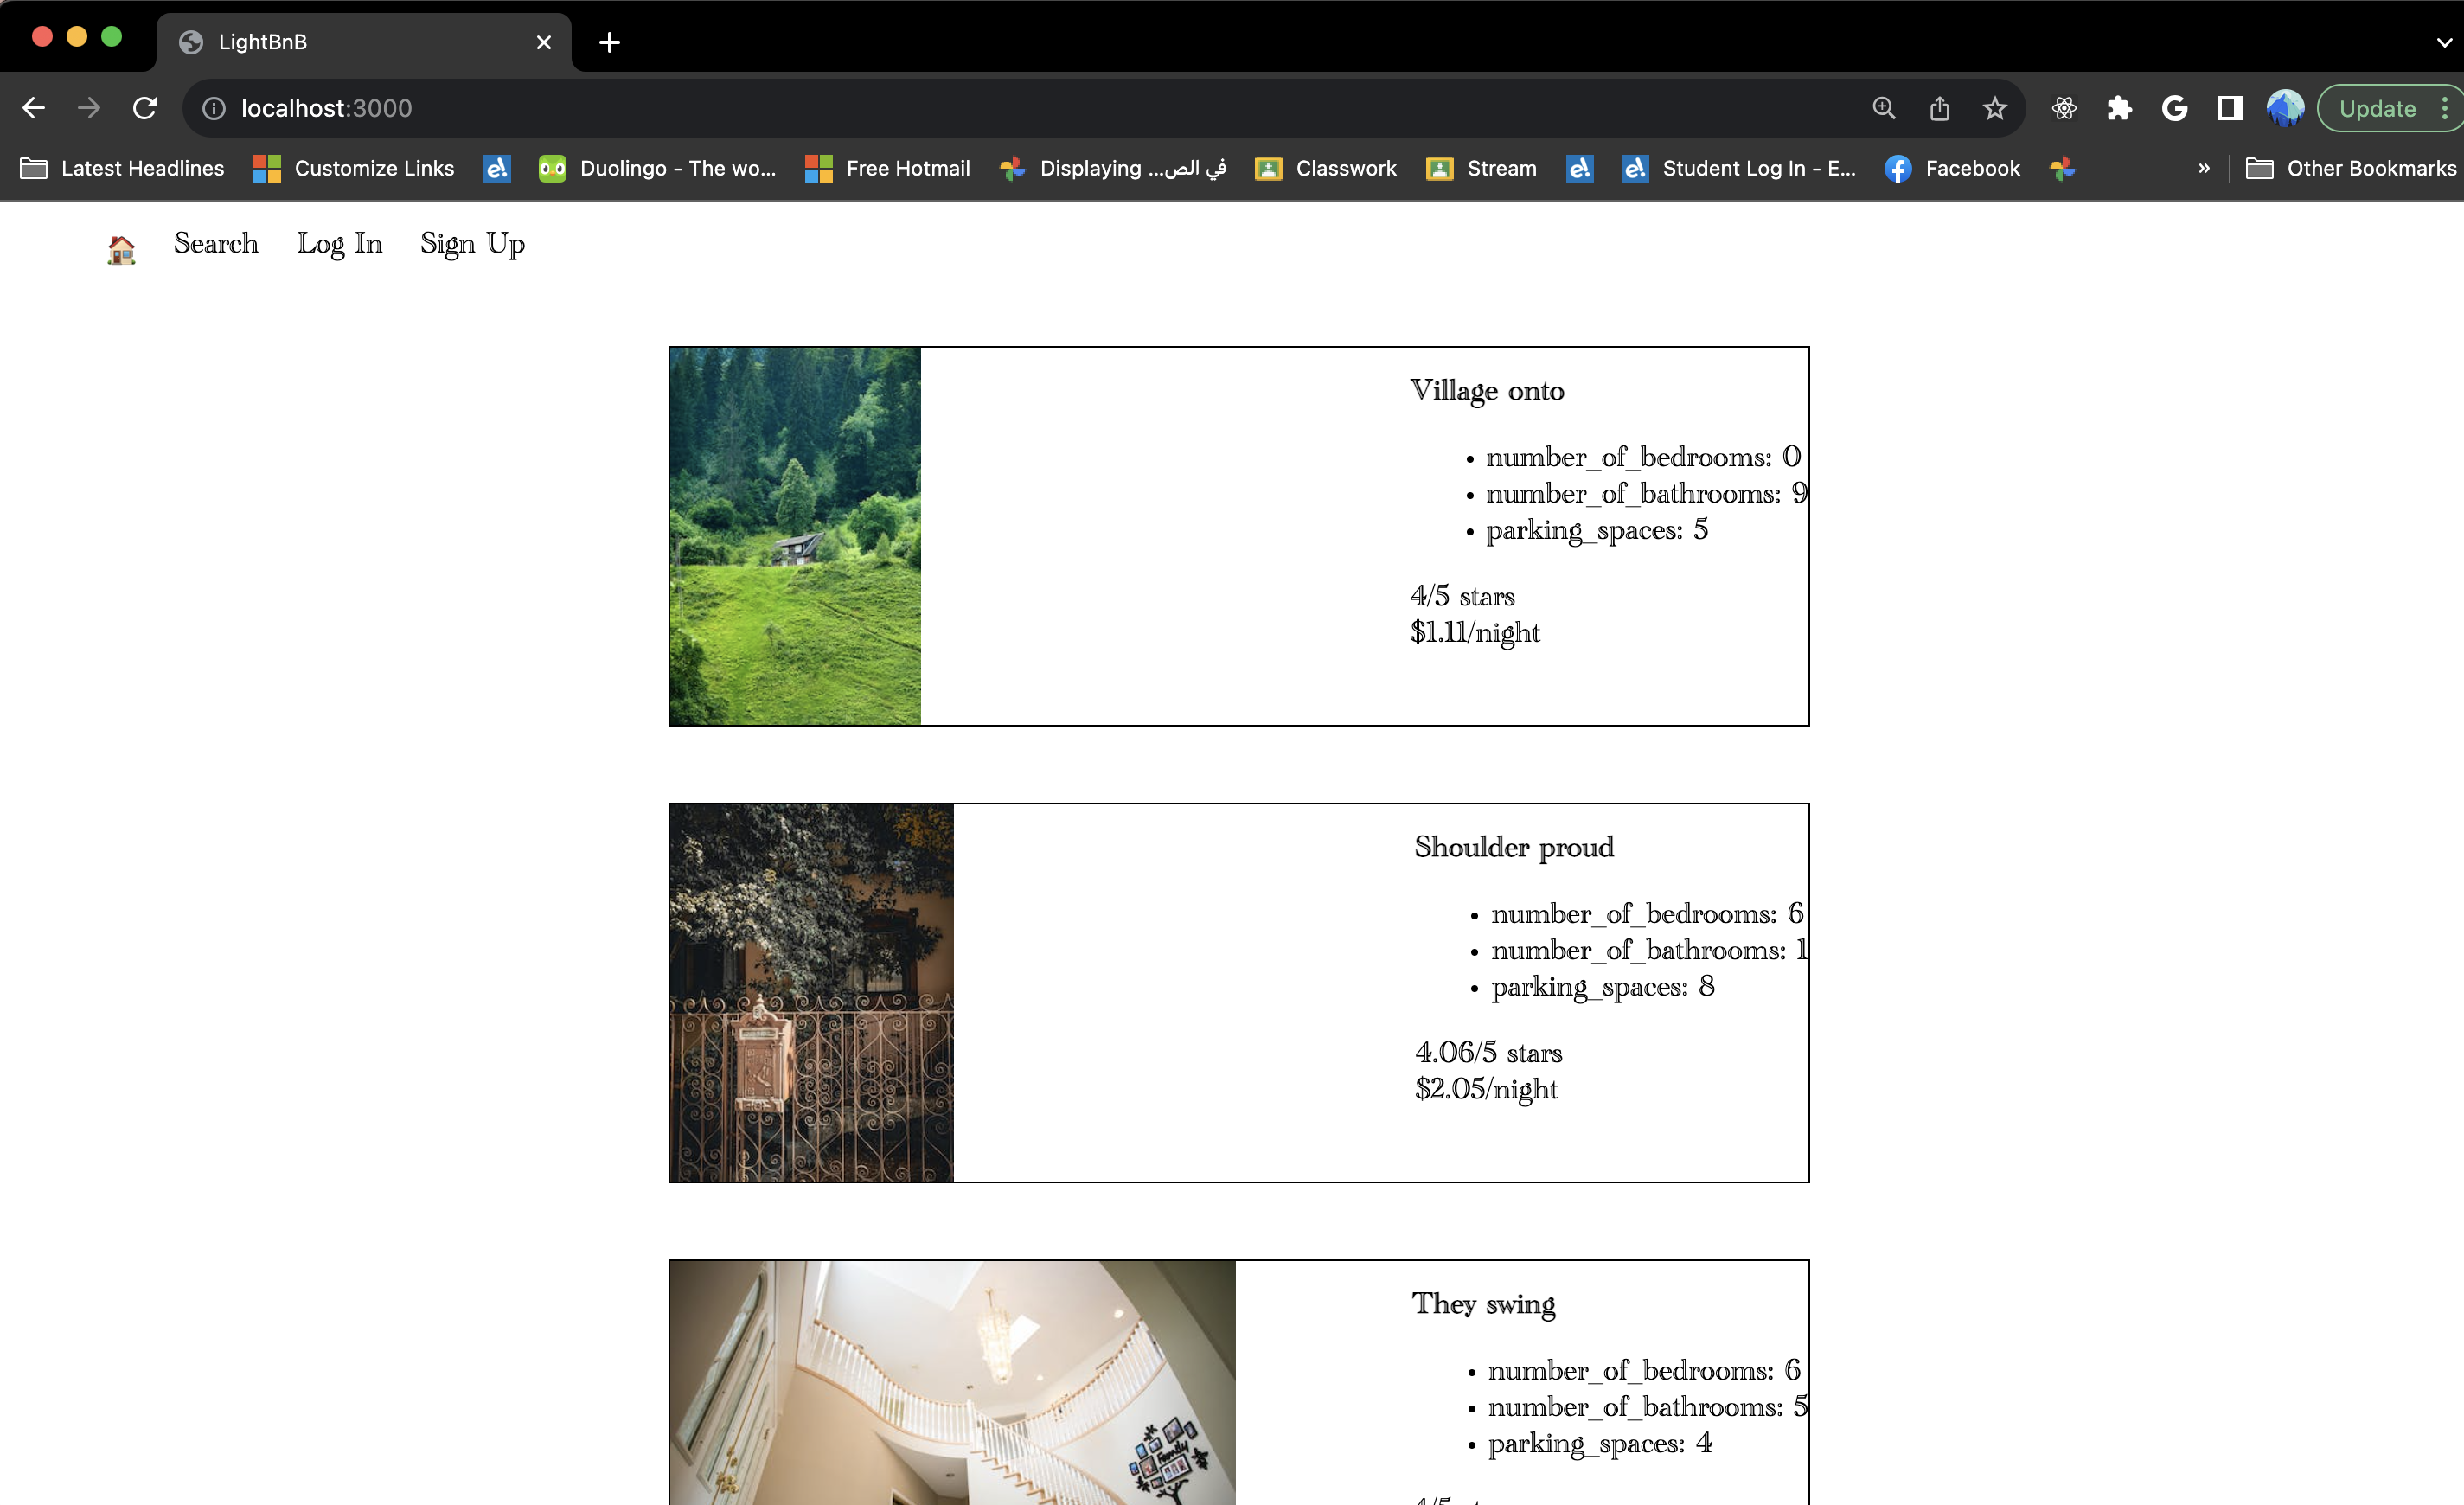 LightBnB
localhost:3000
Update
Latest Headlines
Customize Links
Duolingo - The wo...
Free Hotmail
Displaying ...في الص
Classwork
Stream
Student Log In - E...
Facebook
»
Other Bookmarks
Search
Log In
Sign Up
Village onto
• number_of_bedrooms: 0
• number_of_bathrooms: 9
• parking_spaces: 5
4/5 stars
$1.11/night
Shoulder proud
• number_of_bedrooms: 6
• number_of_bathrooms: 1
• parking_spaces: 8
4.06/5 stars
$2.05/night
They swing
family
• number_of_bedrooms: 6
• number_of_bathrooms: 5
• parking_spaces: 4